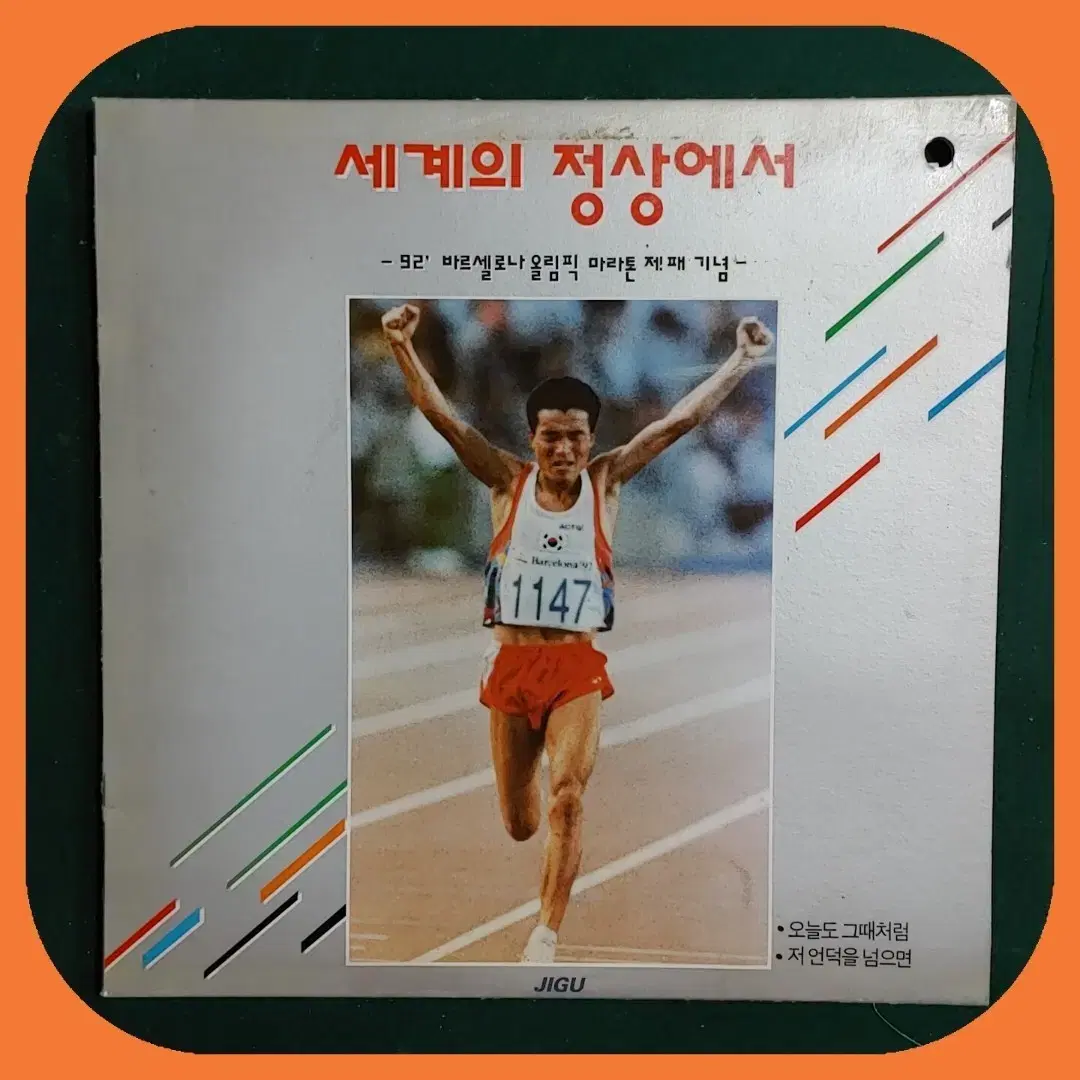 세계의 정상에서
- 92' 바르셀로나 올림픽 마라톤 제패 기념 -
Barcelona'92
1147
• 오늘도 그때처럼
• 저 언덕을 넘으면
JIGU